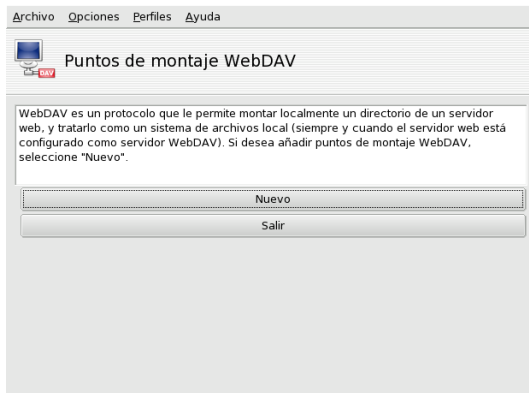 Archivo Opciones Perfiles Ayuda
Puntos de montaje WebDAV
DAV
WebDAV es un protocolo que le permite montar localmente un directorio de un servidor
web, y tratarlo como un sistema de archivos local (siempre y cuando el servidor web está
configurado como servidor WebDAV). Si desea añadir puntos de montaje WebDAV,
seleccione "Nuevo".
Nuevo
Salir